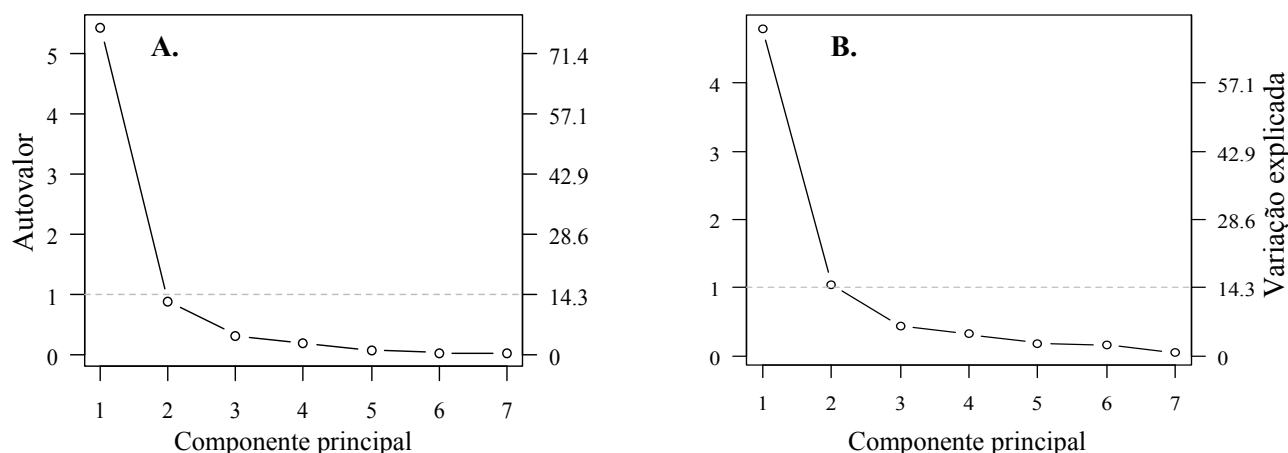 A.
Autovalor
5
4
3
2
1
0
71.4
57.1
42.9
28.6
14.3
0
1 2 3 4 5 6 7
Componente principal
B.
4
3
2
1
0
57.1
42.9
28.6
14.3
0
Variação explicada
1 2 3 4 5 6 7
Componente principal